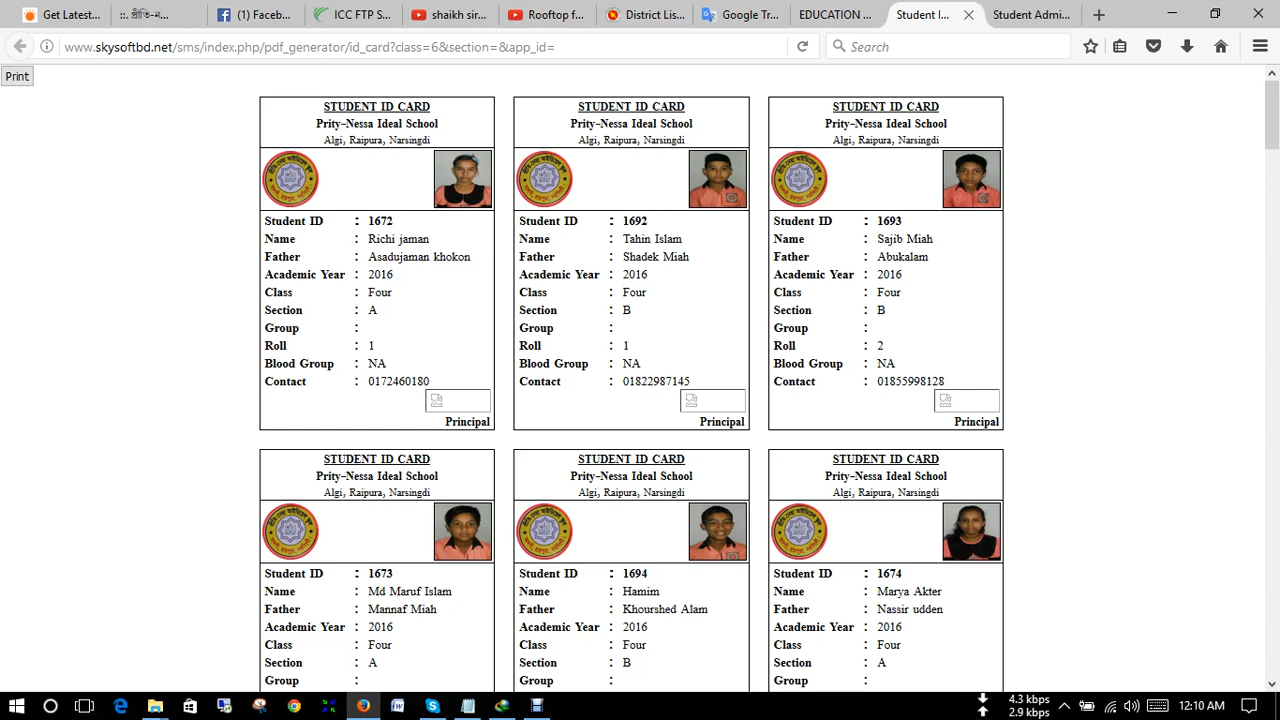 Get Latest...
::. প্রীতি-ন...
(1) Faceb...
ICC FTP S...
shaikh sir...
Rooftop f...
District Lis...
Google Tr...
EDUCATION ...
Student I...
Student Admi...
www.skysoftbd.net/sms/index.php/pdf_generator/id_card?class=6&section=&app_id=
Search
Print
STUDENT ID CARD
Prity-Nessa Ideal School
Algi, Raipura, Narsingdi
Student ID : 1672
Name : Richi jaman
Father : Asadujaman khokon
Academic Year : 2016
Class : Four
Section : A
Group :
Roll : 1
Blood Group : NA
Contact : 0172460180
Principal
STUDENT ID CARD
Prity-Nessa Ideal School
Algi, Raipura, Narsingdi
Student ID : 1692
Name : Tahin Islam
Father : Shadek Miah
Academic Year : 2016
Class : Four
Section : B
Group :
Roll : 1
Blood Group : NA
Contact : 01822987145
Principal
STUDENT ID CARD
Prity-Nessa Ideal School
Algi, Raipura, Narsingdi
Student ID : 1693
Name : Sajib Miah
Father : Abukalam
Academic Year : 2016
Class : Four
Section : B
Group :
Roll : 2
Blood Group : NA
Contact : 01855998128
Principal
STUDENT ID CARD
Prity-Nessa Ideal School
Algi, Raipura, Narsingdi
Student ID : 1673
Name : Md Maruf Islam
Father : Mannaf Miah
Academic Year : 2016
Class : Four
Section : A
Group :
STUDENT ID CARD
Prity-Nessa Ideal School
Algi, Raipura, Narsingdi
Student ID : 1694
Name : Hamim
Father : Khourshed Alam
Academic Year : 2016
Class : Four
Section : B
Group :
STUDENT ID CARD
Prity-Nessa Ideal School
Algi, Raipura, Narsingdi
Student ID : 1674
Name : Marya Akter
Father : Nassir udden
Academic Year : 2016
Class : Four
Section : A
Group :
4.3 kbps
2.9 kbps
12:10 AM